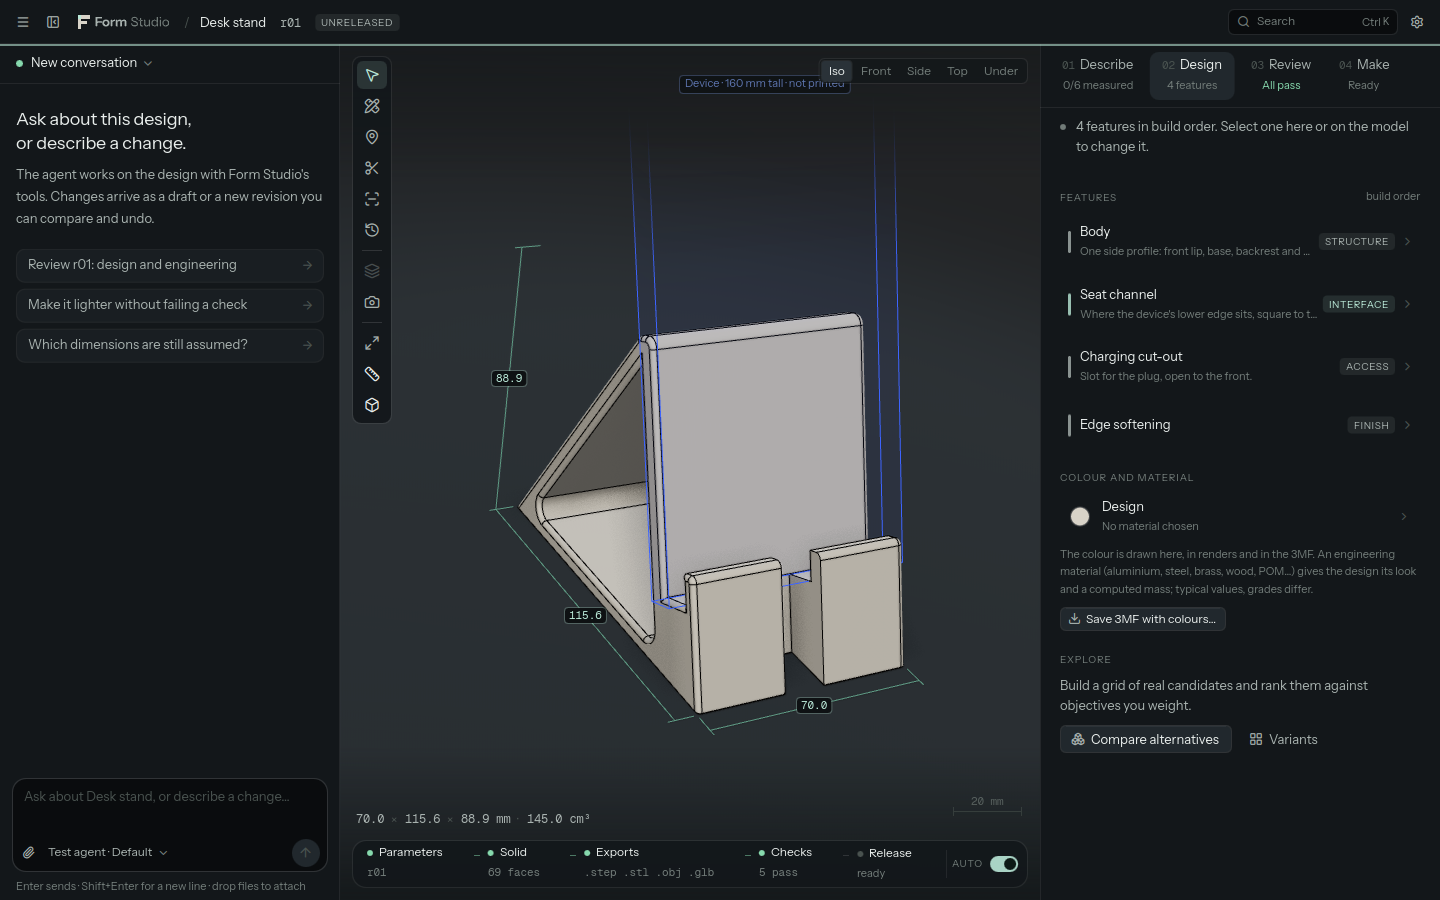 Form Studio / Desk stand r01 UNRELEASED
Search Ctrl K
New conversation
Ask about this design,
or describe a change.
The agent works on the design with Form Studio's
tools. Changes arrive as a draft or a new revision you
can compare and undo.
Review r01: design and engineering
Make it lighter without failing a check
Which dimensions are still assumed?
Ask about Desk stand, or describe a change...
Test agent · Default
Enter sends · Shift+Enter for a new line · drop files to attach
Iso Front Side Top Under
Device · 160 mm tall · not printed
88.9
115.6
70.0
20 mm
70.0 × 115.6 × 88.9 mm · 145.0 cm³
Parameters Solid Exports Checks Release
r01 69 faces .step .stl .obj .glb 5 pass ready
AUTO
01 Describe 02 Design 03 Review 04 Make
0/6 measured 4 features All pass Ready
4 features in build order. Select one here or on the model
to change it.
FEATURES build order
Body
One side profile: front lip, base, backrest and ...
STRUCTURE
Seat channel
Where the device's lower edge sits, square to t...
INTERFACE
Charging cut-out
Slot for the plug, open to the front.
ACCESS
Edge softening
FINISH
COLOUR AND MATERIAL
Design
No material chosen
The colour is drawn here, in renders and in the 3MF. An engineering
material (aluminium, steel, brass, wood, POM...) gives the design its look
and a computed mass; typical values, grades differ.
Save 3MF with colours...
EXPLORE
Build a grid of real candidates and rank them against
objectives you weight.
Compare alternatives Variants